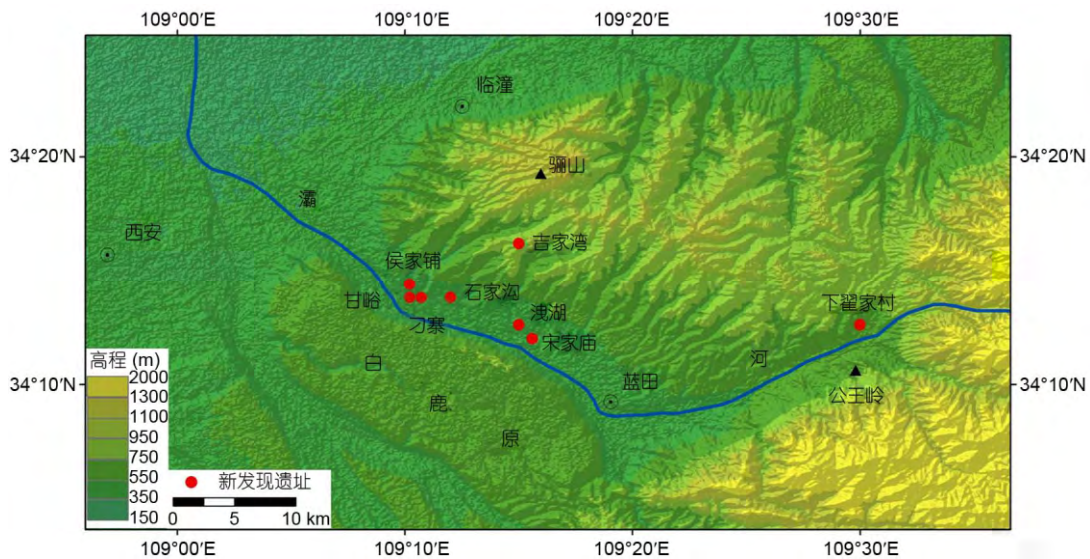 109°00′E 109°10′E 109°20′E 109°30′E
临潼
34°20′N 34°20′N
骊山
灞
西安
吉家湾
侯家铺
甘峪 石家沟
刁寨 洩湖 下翟家村
宋家庙
白 河
蓝田
34°10′N 34°10′N
鹿 公王岭
原
高程 (m)
2000
1300
1100
950
750
550
350
150
新发现遗址
0 5 10 km
109°00′E 109°10′E 109°20′E 109°30′E